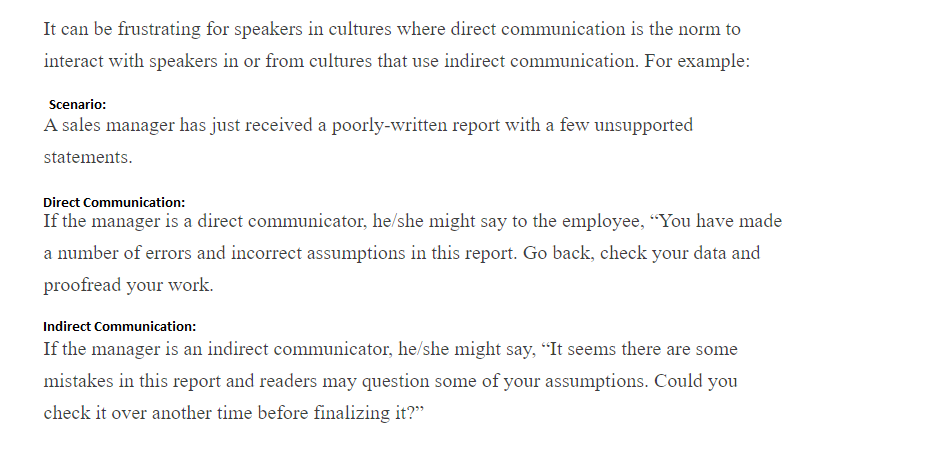 It can be frustrating for speakers in cultures where direct communication is the norm to
interact with speakers in or from cultures that use indirect communication. For example:
Scenario:
A sales manager has just received a poorly-written report with a few unsupported
statements.
Direct Communication:
If the manager is a direct communicator, he/she might say to the employee, “You have made
a number of errors and incorrect assumptions in this report. Go back, check your data and
proofread your work.
Indirect Communication:
If the manager is an indirect communicator, he/she might say, “It seems there are some
mistakes in this report and readers may question some of your assumptions. Could you
check it over another time before finalizing it?”